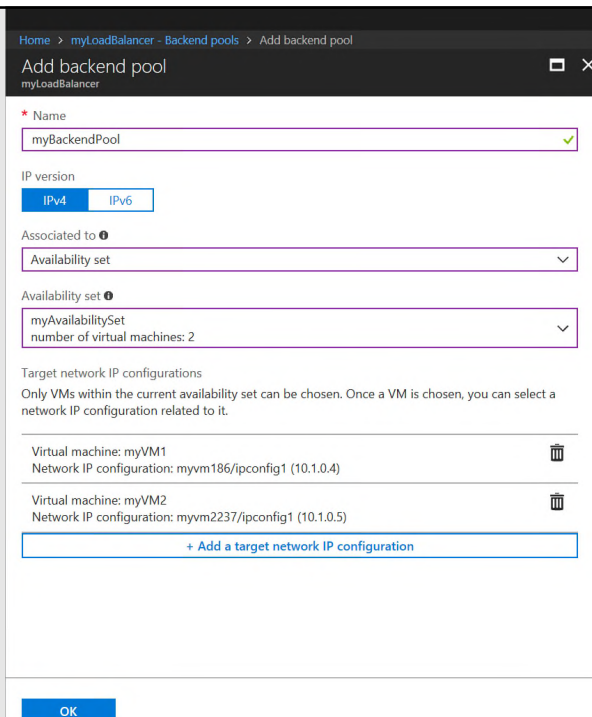 Home > myLoadBalancer - Backend pools > Add backend pool
Add backend pool
myLoadBalancer
* Name
myBackendPool
IP version
IPv4 IPv6
Associated to
Availability set
Availability set
myAvailabilitySet
number of virtual machines: 2
Target network IP configurations
Only VMs within the current availability set can be chosen. Once a VM is chosen, you can select a
network IP configuration related to it.
Virtual machine: myVM1
Network IP configuration: myvm186/ipconfig1 (10.1.0.4)
Virtual machine: myVM2
Network IP configuration: myvm2237/ipconfig1 (10.1.0.5)
+ Add a target network IP configuration
OK